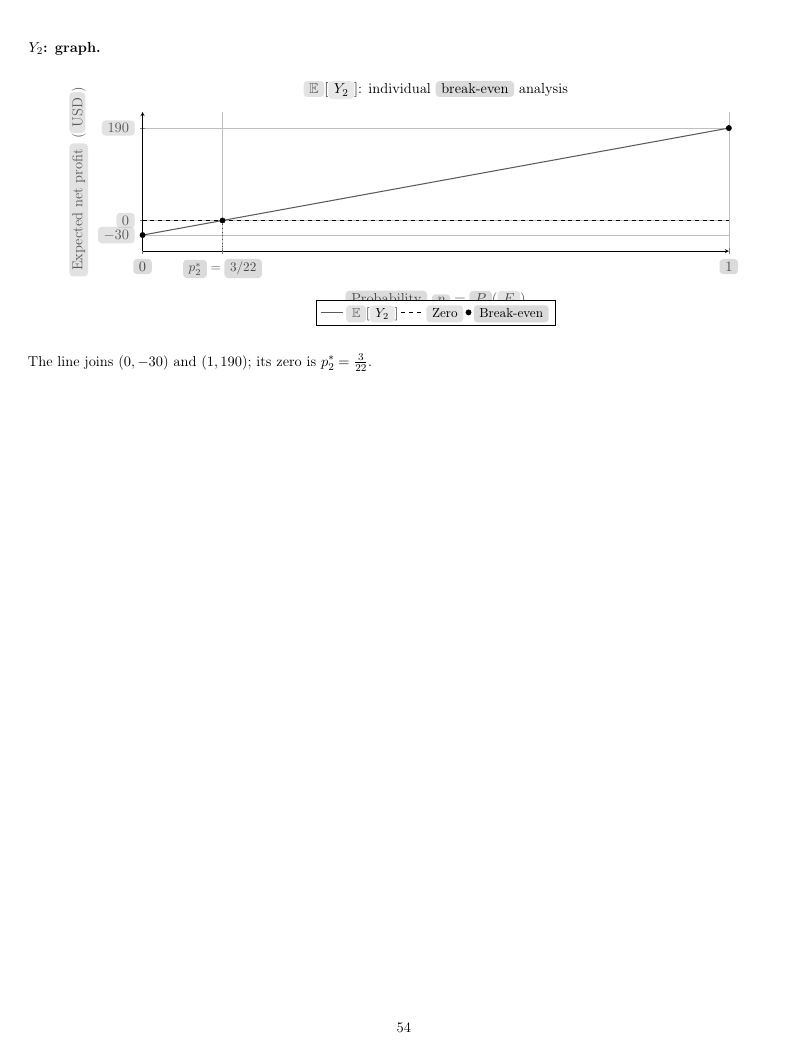 Y₂: graph.
𝔼[Y₂]: individual break-even analysis
Expected net profit (USD)
190
0
−30
0
p₂* = 3/22
1
Probability
𝔼[Y₂] Zero Break-even
The line joins (0, −30) and (1, 190); its zero is p₂* = 3/22.
54